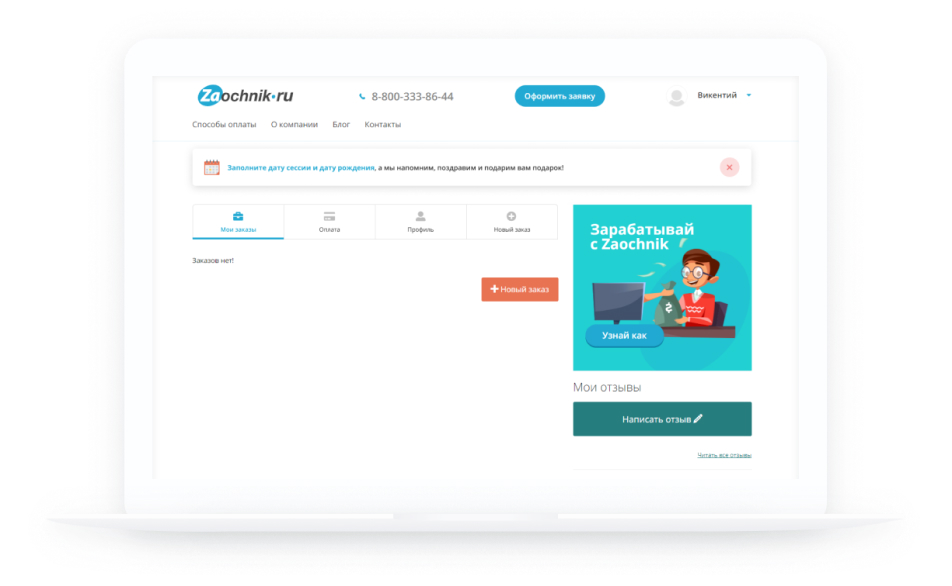 Zaochnik·ru
8-800-333-86-44
Оформить заявку
Викентий
Способы оплаты О компании Блог Контакты
Заполните дату сессии и дату рождения, а мы напомним, поздравим и подарим вам подарок!
Мои заказы
Оплата
Профиль
Новый заказ
Заказов нет!
Новый заказ
Зарабатывай
с Zaochnik
Узнай как
Мои отзывы
Написать отзыв
Читать все отзывы